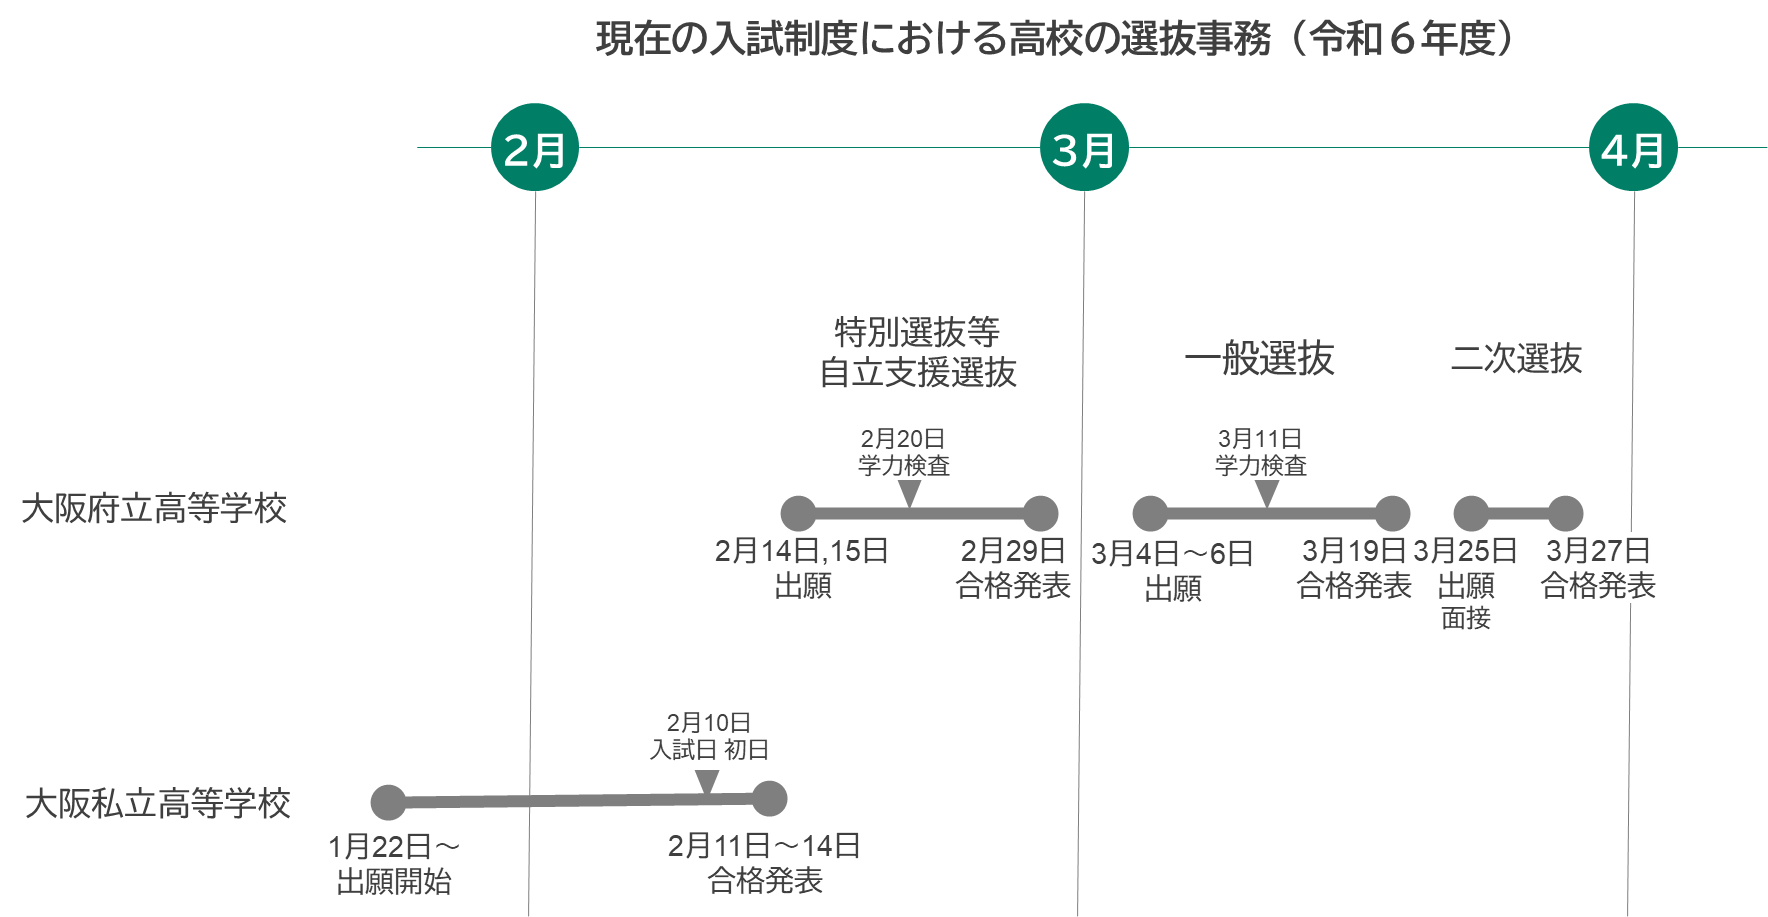 現在の入試制度における高校の選抜事務（令和６年度）
２月
３月
４月
特別選抜等
自立支援選抜
一般選抜
二次選抜
2月20日
学力検査
3月11日
学力検査
大阪府立高等学校
2月14日,15日
出願
2月29日
合格発表
3月4日～6日
出願
3月19日
合格発表
3月25日
出願
面接
3月27日
合格発表
2月10日
入試日 初日
大阪私立高等学校
1月22日～
出願開始
2月11日～14日
合格発表